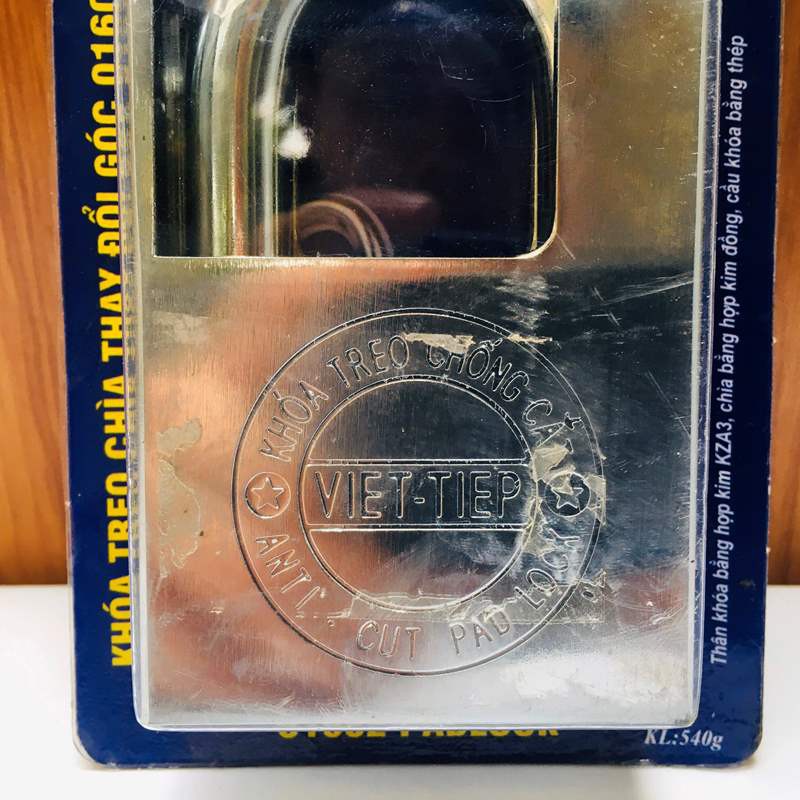 KHÓA TREO CHÌA THAY ĐỔI GÓC 0160
KHÓA TREO CHỐNG CẮT
VIET-TIEP
ANTI - CUT PAD LOCK
Thân khóa bằng hợp kim KZA3, chìa bằng hợp kim đồng, cầu khóa bằng thép
KL:540g